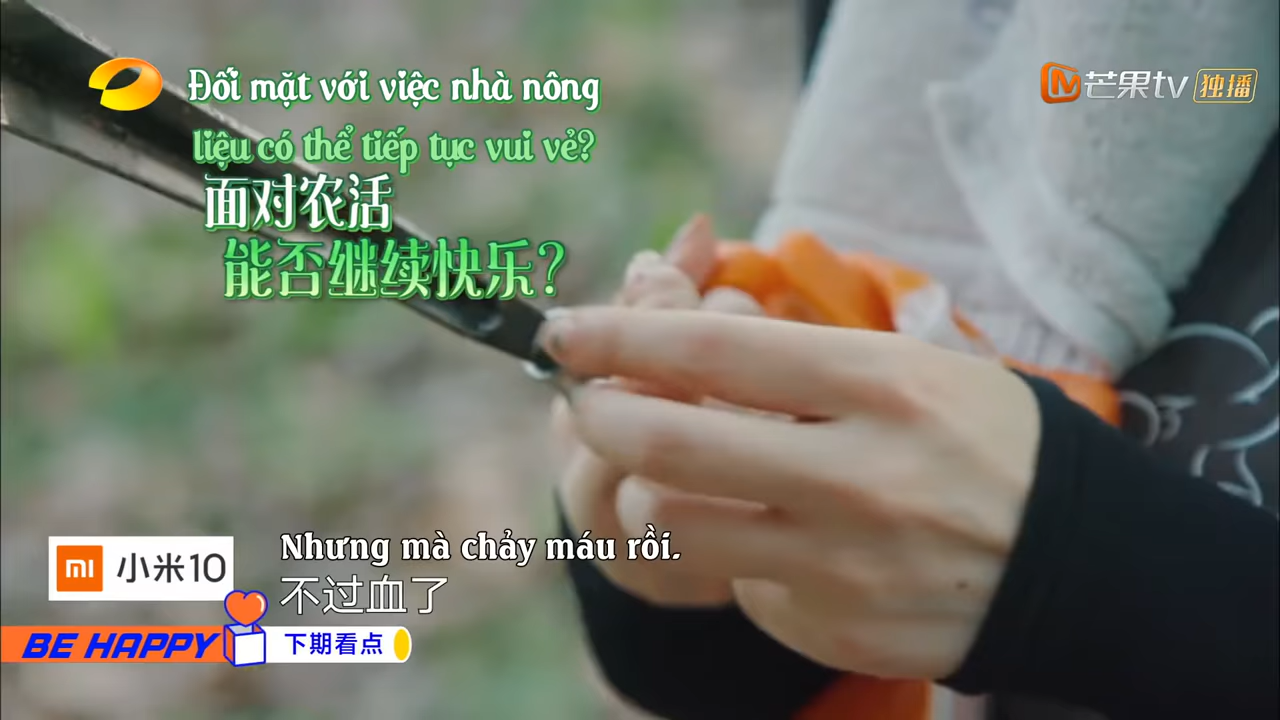 Đối mặt với việc nhà nông
liệu có thể tiếp tục vui vẻ?
面对农活
能否继续快乐?
芒果tv 独播
Nhưng mà chảy máu rồi.
不过血了
小米10
BE HAPPY
下期看点